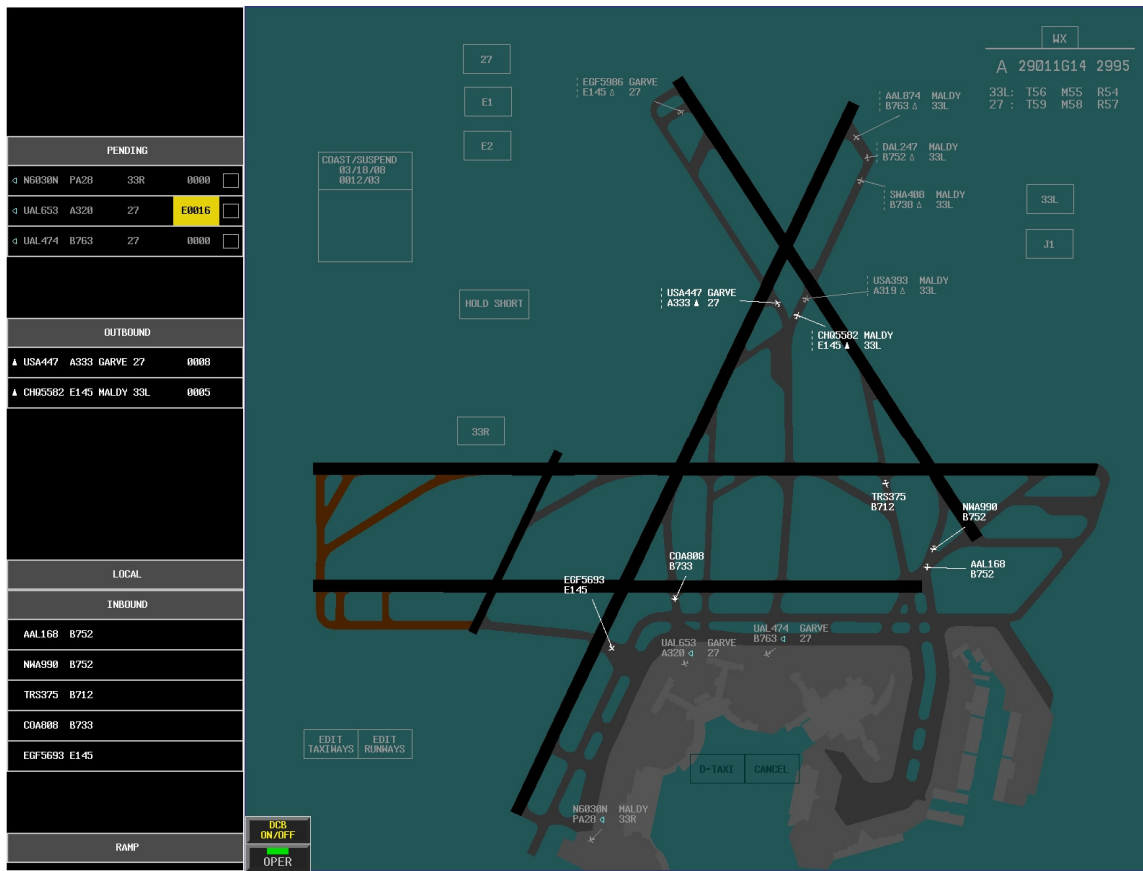 PENDING
N6030N PA28 33R 0000
UAL653 A320 27 E0016
UAL474 B763 27 0000
OUTBOUND
USA447 A333 GARVE 27 0008
CHQ5582 E145 MALDY 33L 0005
LOCAL
INBOUND
AAL168 B752
NWA990 B752
TRS375 B712
COA808 B733
EGF5693 E145
RAMP
27
E1
E2
COAST/SUSPEND
03/18/08
0012/03
HOLD SHORT
33R
EDIT TAXIWAYS
EDIT RUNWAYS
DCB
ON/OFF
OPER
WX
A 29011G14 2995
33L: T56 M55 R54
27 : T59 M58 R57
33L
J1
EGF5986 GARVE
E145 27
AAL874 MALDY
B763 33L
DAL247 MALDY
B752 33L
SWA408 MALDY
B738 33L
USA393 MALDY
A319 33L
USA447 GARVE
A333 27
CHQ5582 MALDY
E145 33L
TRS375
B712
NWA990
B752
AAL168
B752
COA808
B733
EGF5693
E145
UAL653 GARVE
A320 27
UAL474 GARVE
B763 27
D-TAXI
CANCEL
N6030N MALDY
PA28 33R